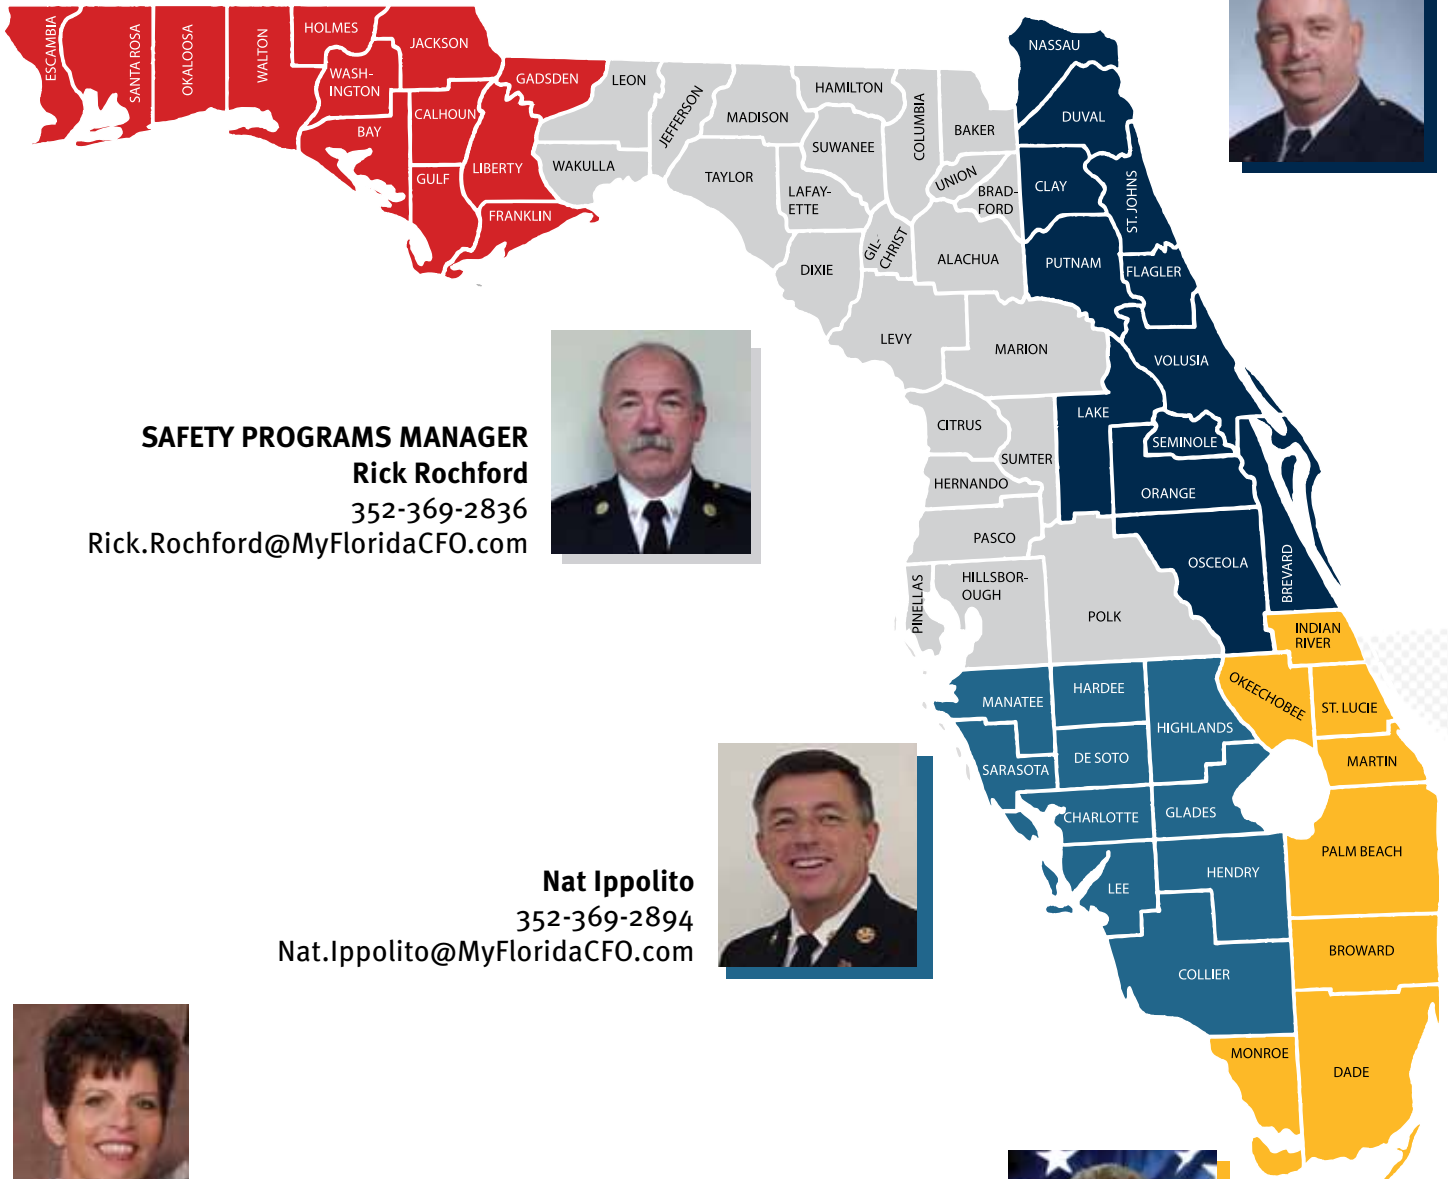 ESCAMBIA
SANTA ROSA
OKALOOSA
WALTON
HOLMES
WASH-
INGTON
JACKSON
BAY
CALHOUN
GULF
GADSDEN
LIBERTY
FRANKLIN
LEON
WAKULLA
JEFFERSON
MADISON
TAYLOR
HAMILTON
SUWANEE
LAFAY-
ETTE
DIXIE
COLUMBIA
GIL-
CHRIST
BAKER
UNION
BRAD-
FORD
ALACHUA
LEVY
MARION
NASSAU
DUVAL
CLAY
ST. JOHNS
PUTNAM
FLAGLER
VOLUSIA
LAKE
SEMINOLE
ORANGE
OSCEOLA
BREVARD
CITRUS
SUMTER
HERNANDO
PASCO
PINELLAS
HILLSBOR-
OUGH
POLK
INDIAN
RIVER
OKEECHOBEE
ST. LUCIE
MARTIN
PALM BEACH
BROWARD
DADE
MONROE
MANATEE
HARDEE
HIGHLANDS
SARASOTA
DE SOTO
CHARLOTTE
GLADES
LEE
HENDRY
COLLIER
SAFETY PROGRAMS MANAGER
Rick Rochford
352-369-2836
Rick.Rochford@MyFloridaCFO.com
Nat Ippolito
352-369-2894
Nat.Ippolito@MyFloridaCFO.com